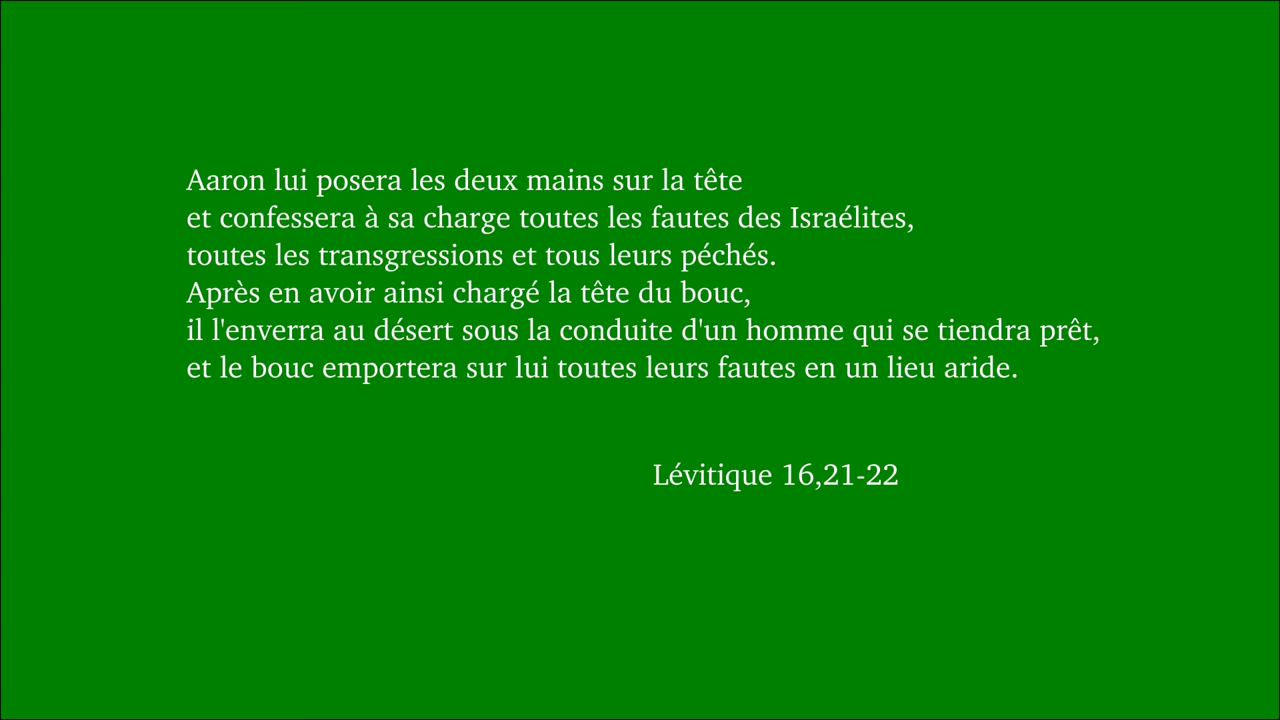 Aaron lui posera les deux mains sur la tête
et confessera à sa charge toutes les fautes des Israélites,
toutes les transgressions et tous leurs péchés.
Après en avoir ainsi chargé la tête du bouc,
il l'enverra au désert sous la conduite d'un homme qui se tiendra prêt,
et le bouc emportera sur lui toutes leurs fautes en un lieu aride.
Lévitique 16,21-22